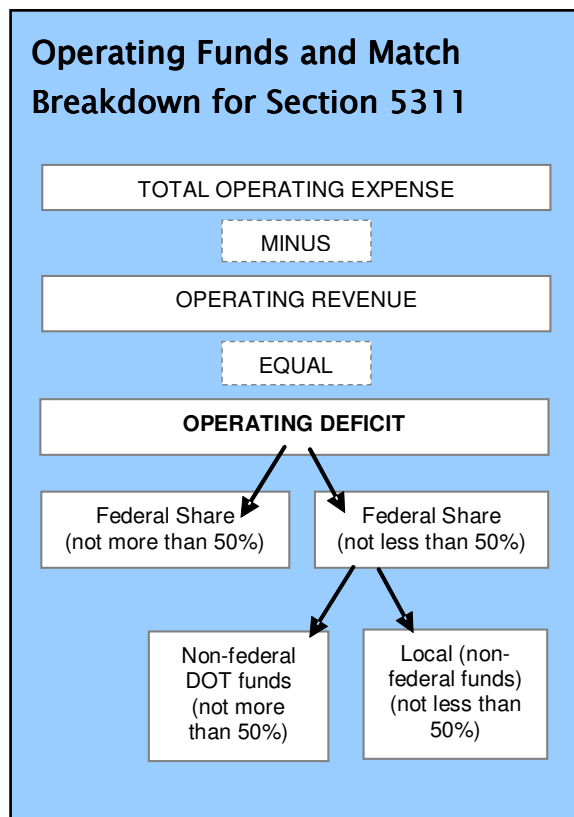 Operating Funds and Match
Breakdown for Section 5311
TOTAL OPERATING EXPENSE
MINUS
OPERATING REVENUE
EQUAL
OPERATING DEFICIT
Federal Share
(not more than 50%)
Federal Share
(not less than 50%)
Non-federal
DOT funds
(not more
than 50%)
Local (non-
federal funds)
(not less than
50%)